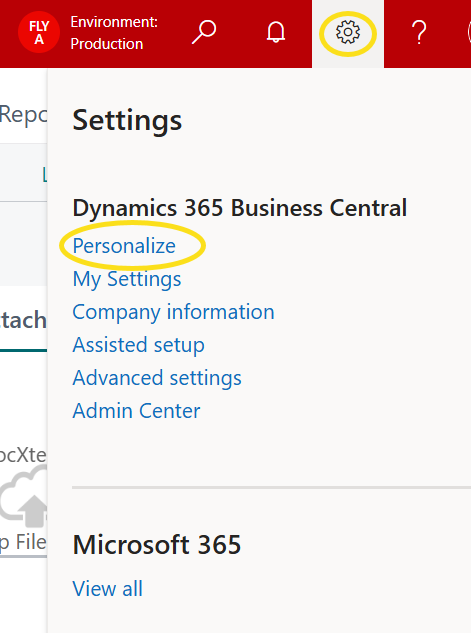 FLY
A
Environment:
Production
?
Repo
Settings
L
Dynamics 365 Business Central
Personalize
My Settings
Company information
ttach
Assisted setup
Advanced settings
Admin Center
ocXte
p File
Microsoft 365
View all